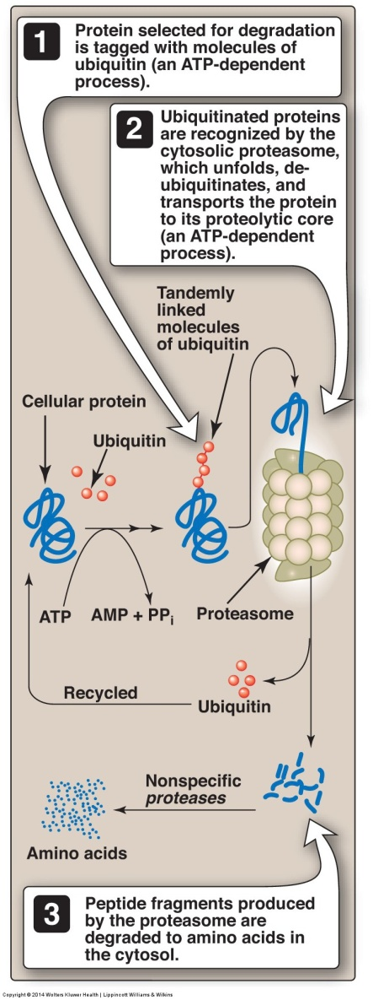 1
Protein selected for degradation
is tagged with molecules of
ubiquitin (an ATP-dependent
process).
2
Ubiquitinated proteins
are recognized by the
cytosolic proteasome,
which unfolds, de-
ubiquitinates, and
transports the protein
to its proteolytic core
(an ATP-dependent
process).
Tandemly
linked
molecules
of ubiquitin
Cellular protein
Ubiquitin
ATP
AMP + PPi
Proteasome
Recycled
Ubiquitin
Nonspecific
proteases
Amino acids
3
Peptide fragments produced
by the proteasome are
degraded to amino acids in
the cytosol.
Copyright © 2014 Wolters Kluwer Health | Lippincott Williams & Wilkins